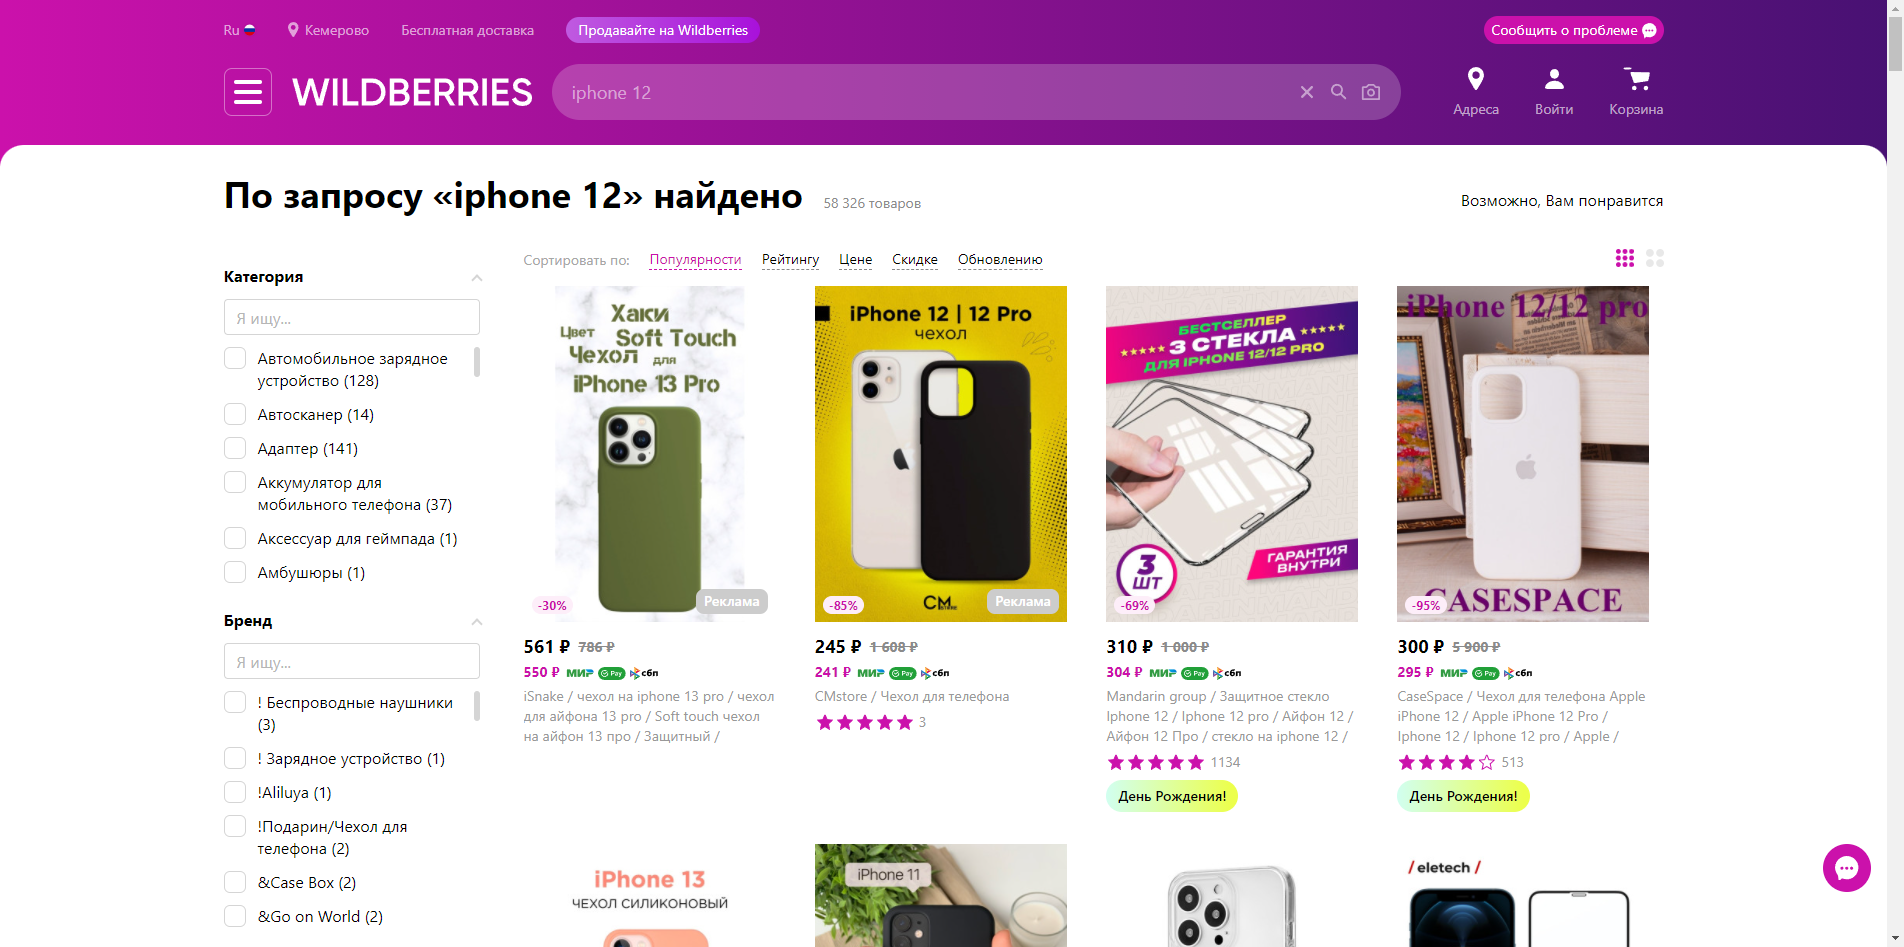 Ru
Кемерово
Бесплатная доставка
Продавайте на Wildberries
Сообщить о проблеме
WILDBERRIES
iphone 12
Адреса
Войти
Корзина
По запросу «iphone 12» найдено
58 326 товаров
Возможно, Вам понравится
Сортировать по:
Популярности
Рейтингу
Цене
Скидке
Обновлению
Категория
Я ищу...
Автомобильное зарядное
устройство (128)
Автосканер (14)
Адаптер (141)
Аккумулятор для
мобильного телефона (37)
Аксессуар для геймпада (1)
Амбушюры (1)
Бренд
Я ищу...
! Беспроводные наушники
(3)
! Зарядное устройство (1)
!Aliluya (1)
!Подарин/Чехол для
телефона (2)
&Case Box (2)
&Go on World (2)
Хаки
Цвет Soft Touch
Чехол для
iPhone 13 Pro
-30%
Реклама
561 ₽ 786 ₽
550 ₽ МИР Pay сбп
iSnake / чехол на iphone 13 pro / чехол
для айфона 13 pro / Soft touch чехол
на айфон 13 про / Защитный /
iPhone 12 | 12 Pro
чехол
-85%
CMstore
Реклама
245 ₽ 1 608 ₽
241 ₽ МИР Pay сбп
CMstore / Чехол для телефона
3
БЕСТСЕЛЛЕР
3 СТЕКЛА
ДЛЯ IPHONE 12/12 PRO
3
ШТ
ГАРАНТИЯ
ВНУТРИ
-69%
310 ₽ 1 000 ₽
304 ₽ МИР Pay сбп
Mandarin group / Защитное стекло
Iphone 12 / Iphone 12 pro / Айфон 12 /
Айфон 12 Про / стекло на iphone 12 /
1134
День Рождения!
iPhone 12/12 pro
-95%
CASESPACE
300 ₽ 5 900 ₽
295 ₽ МИР Pay сбп
CaseSpace / Чехол для телефона Apple
iPhone 12 / Apple iPhone 12 Pro /
Iphone 12 / Iphone 12 pro / Apple /
513
День Рождения!
iPhone 13
ЧЕХОЛ СИЛИКОНОВЫЙ
iPhone 11
/ eletech /